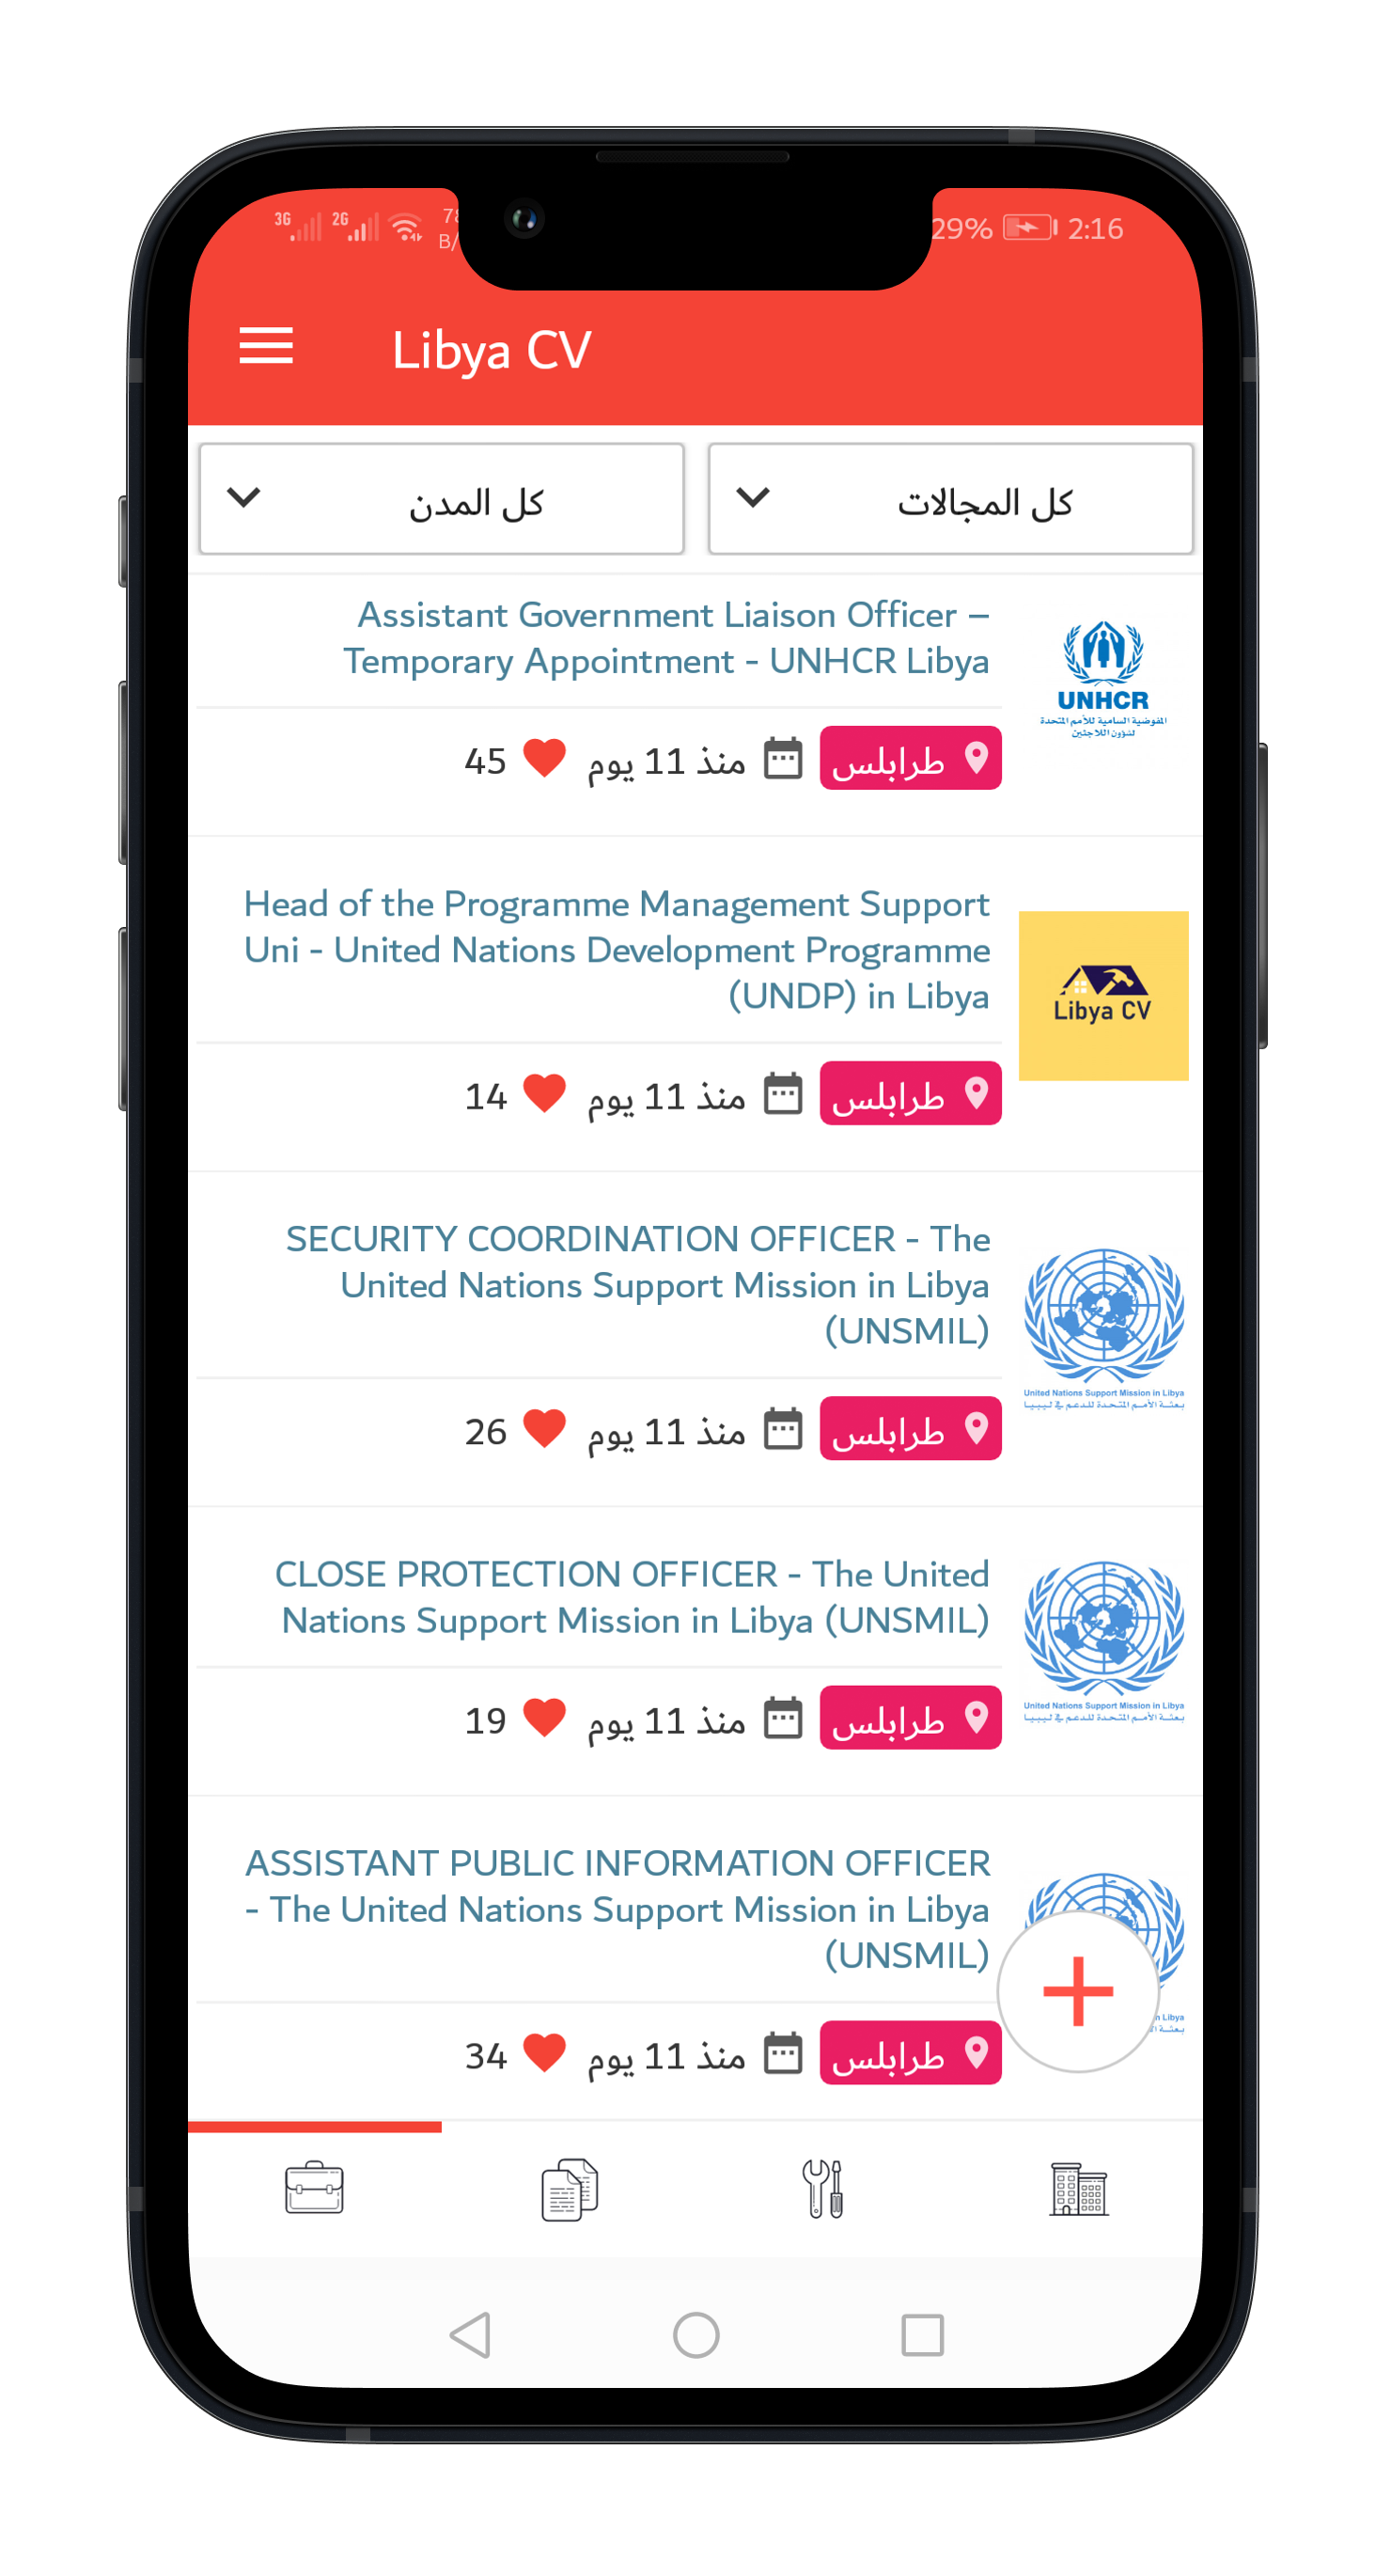 3G 2G 78 B/ 29% 2:16
Libya CV
كل المجالات
كل المدن
Assistant Government Liaison Officer –
Temporary Appointment - UNHCR Libya
UNHCR
المفوضية السامية للأمم المتحدة
لشؤون اللاجئين
طرابلس منذ 11 يوم 45
Head of the Programme Management Support
Uni - United Nations Development Programme
(UNDP) in Libya
Libya CV
طرابلس منذ 11 يوم 14
SECURITY COORDINATION OFFICER - The
United Nations Support Mission in Libya
(UNSMIL)
United Nations Support Mission in Libya
بعثة الأمم المتحدة للدعم في ليبيا
طرابلس منذ 11 يوم 26
CLOSE PROTECTION OFFICER - The United
Nations Support Mission in Libya (UNSMIL)
United Nations Support Mission in Libya
بعثة الأمم المتحدة للدعم في ليبيا
طرابلس منذ 11 يوم 19
ASSISTANT PUBLIC INFORMATION OFFICER
- The United Nations Support Mission in Libya
(UNSMIL)
in Libya
بعثة
طرابلس منذ 11 يوم 34